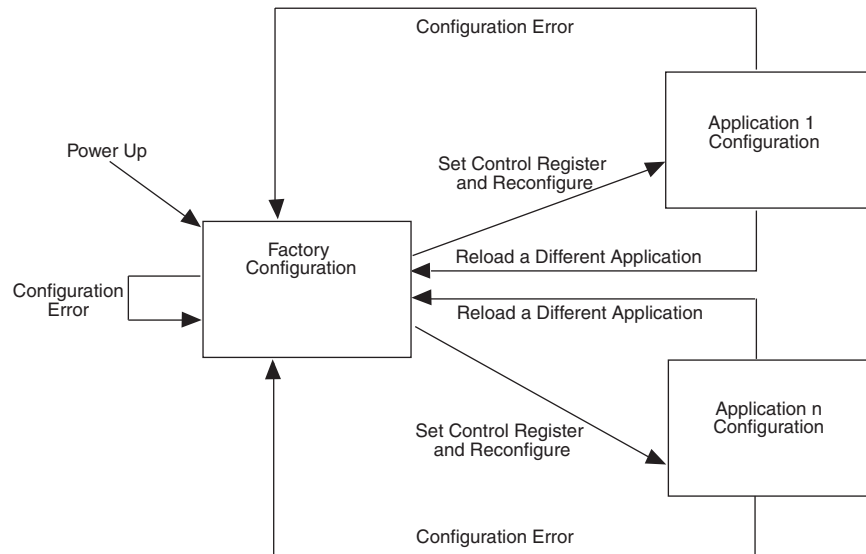 Configuration Error
Application 1
Configuration
Power Up
Set Control Register
and Reconfigure
Factory
Configuration
Reload a Different Application
Configuration
Error
Reload a Different Application
Application n
Configuration
Set Control Register
and Reconfigure
Configuration Error